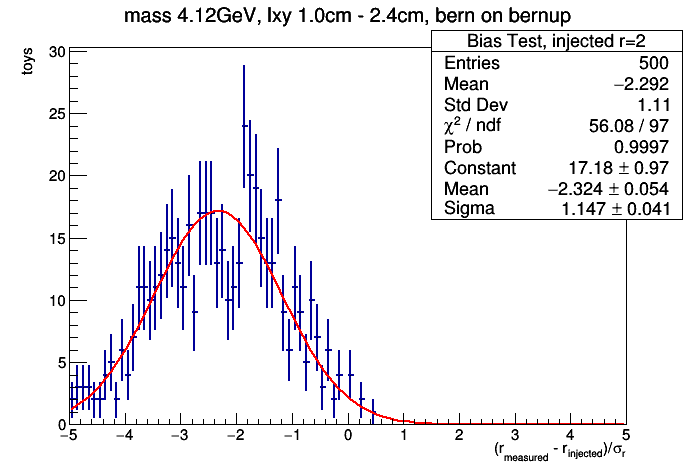 mass 4.12GeV, lxy 1.0cm - 2.4cm, bern on bernup
Bias Test, injected r=2
Entries 500
Mean −2.292
Std Dev 1.11
χ² / ndf 56.08 / 97
Prob 0.9997
Constant 17.18 ± 0.97
Mean −2.324 ± 0.054
Sigma 1.147 ± 0.041
toys
30
25
20
15
10
5
0
−5 −4 −3 −2 −1 0 1 2 3 4 5
(r_measured - r_injected)/σ_r